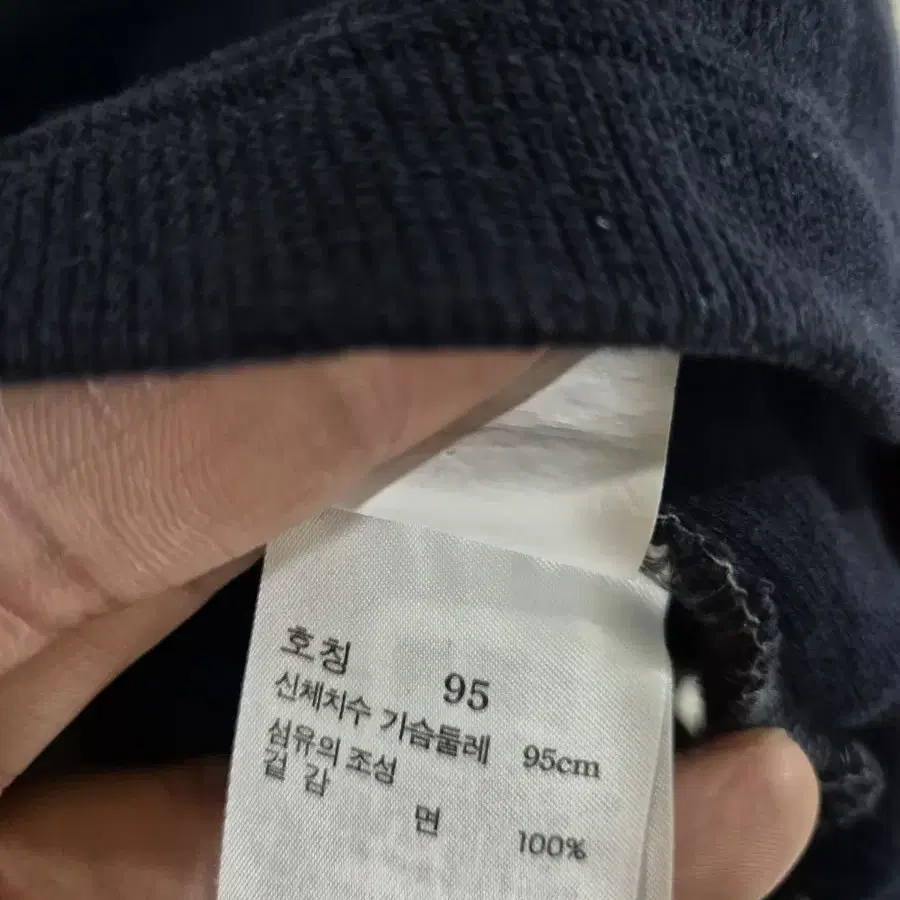 호칭 95
신체치수 가슴둘레 95cm
섬유의 조성
겉 감 면 100%